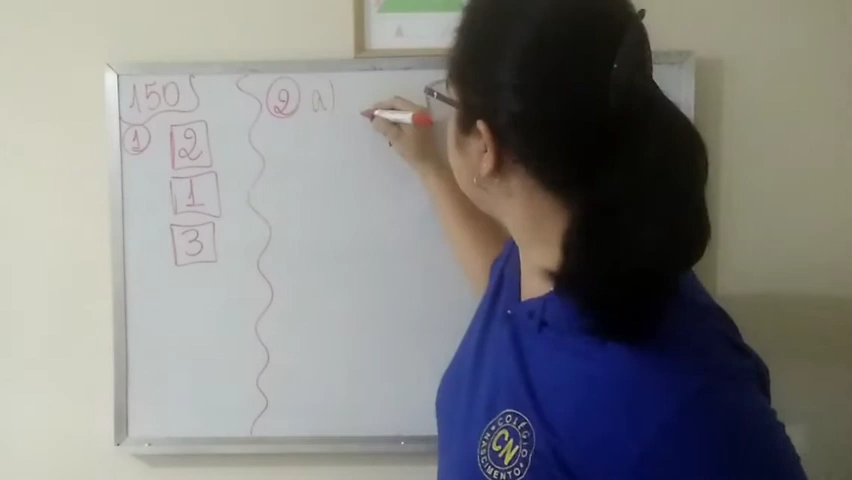 150
1
2
1
3
2 a)
COLÉGIO
CN
NASCIMENTO